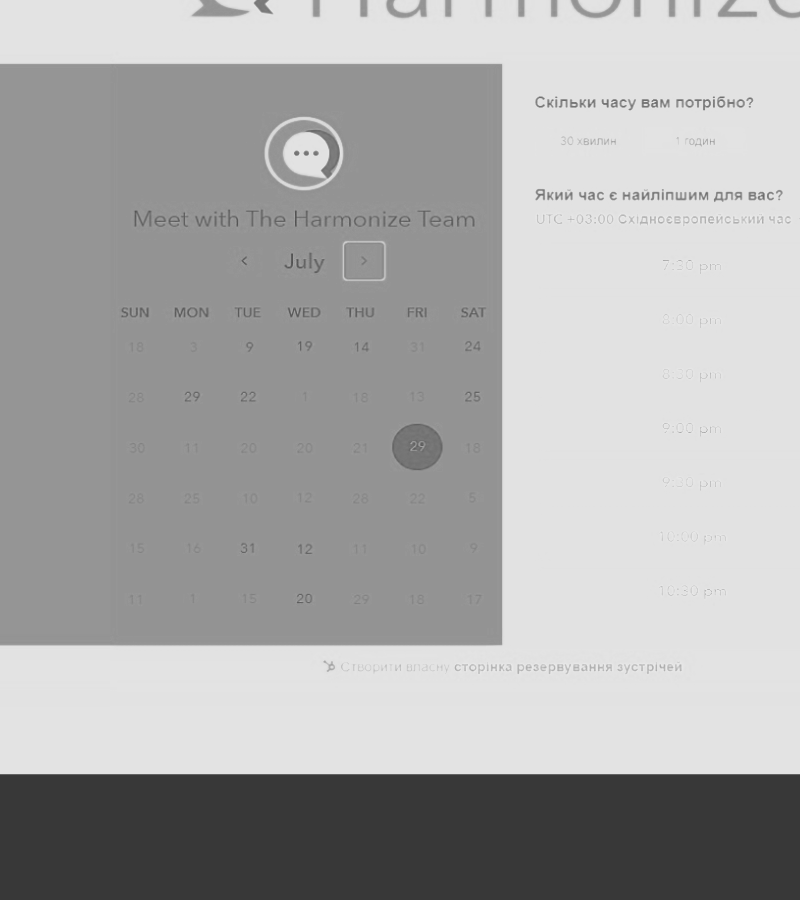 Harmonize
Meet with The Harmonize Team
July
SUN MON TUE WED THU FRI SAT
18 3 9 19 14 31 24
28 29 22 1 18 13 25
30 11 20 20 21 29 18
28 25 10 12 28 22 5
15 16 31 12 11 10 9
11 1 15 20 29 18 17
Скільки часу вам потрібно?
30 хвилин 1 годин
Який час є найліпшим для вас?
UTC +03:00 Східноєвропейський час
7:30 pm
8:00 pm
8:30 pm
9:00 pm
9:30 pm
10:00 pm
10:30 pm
Створити власну сторінка резервування зустрічей